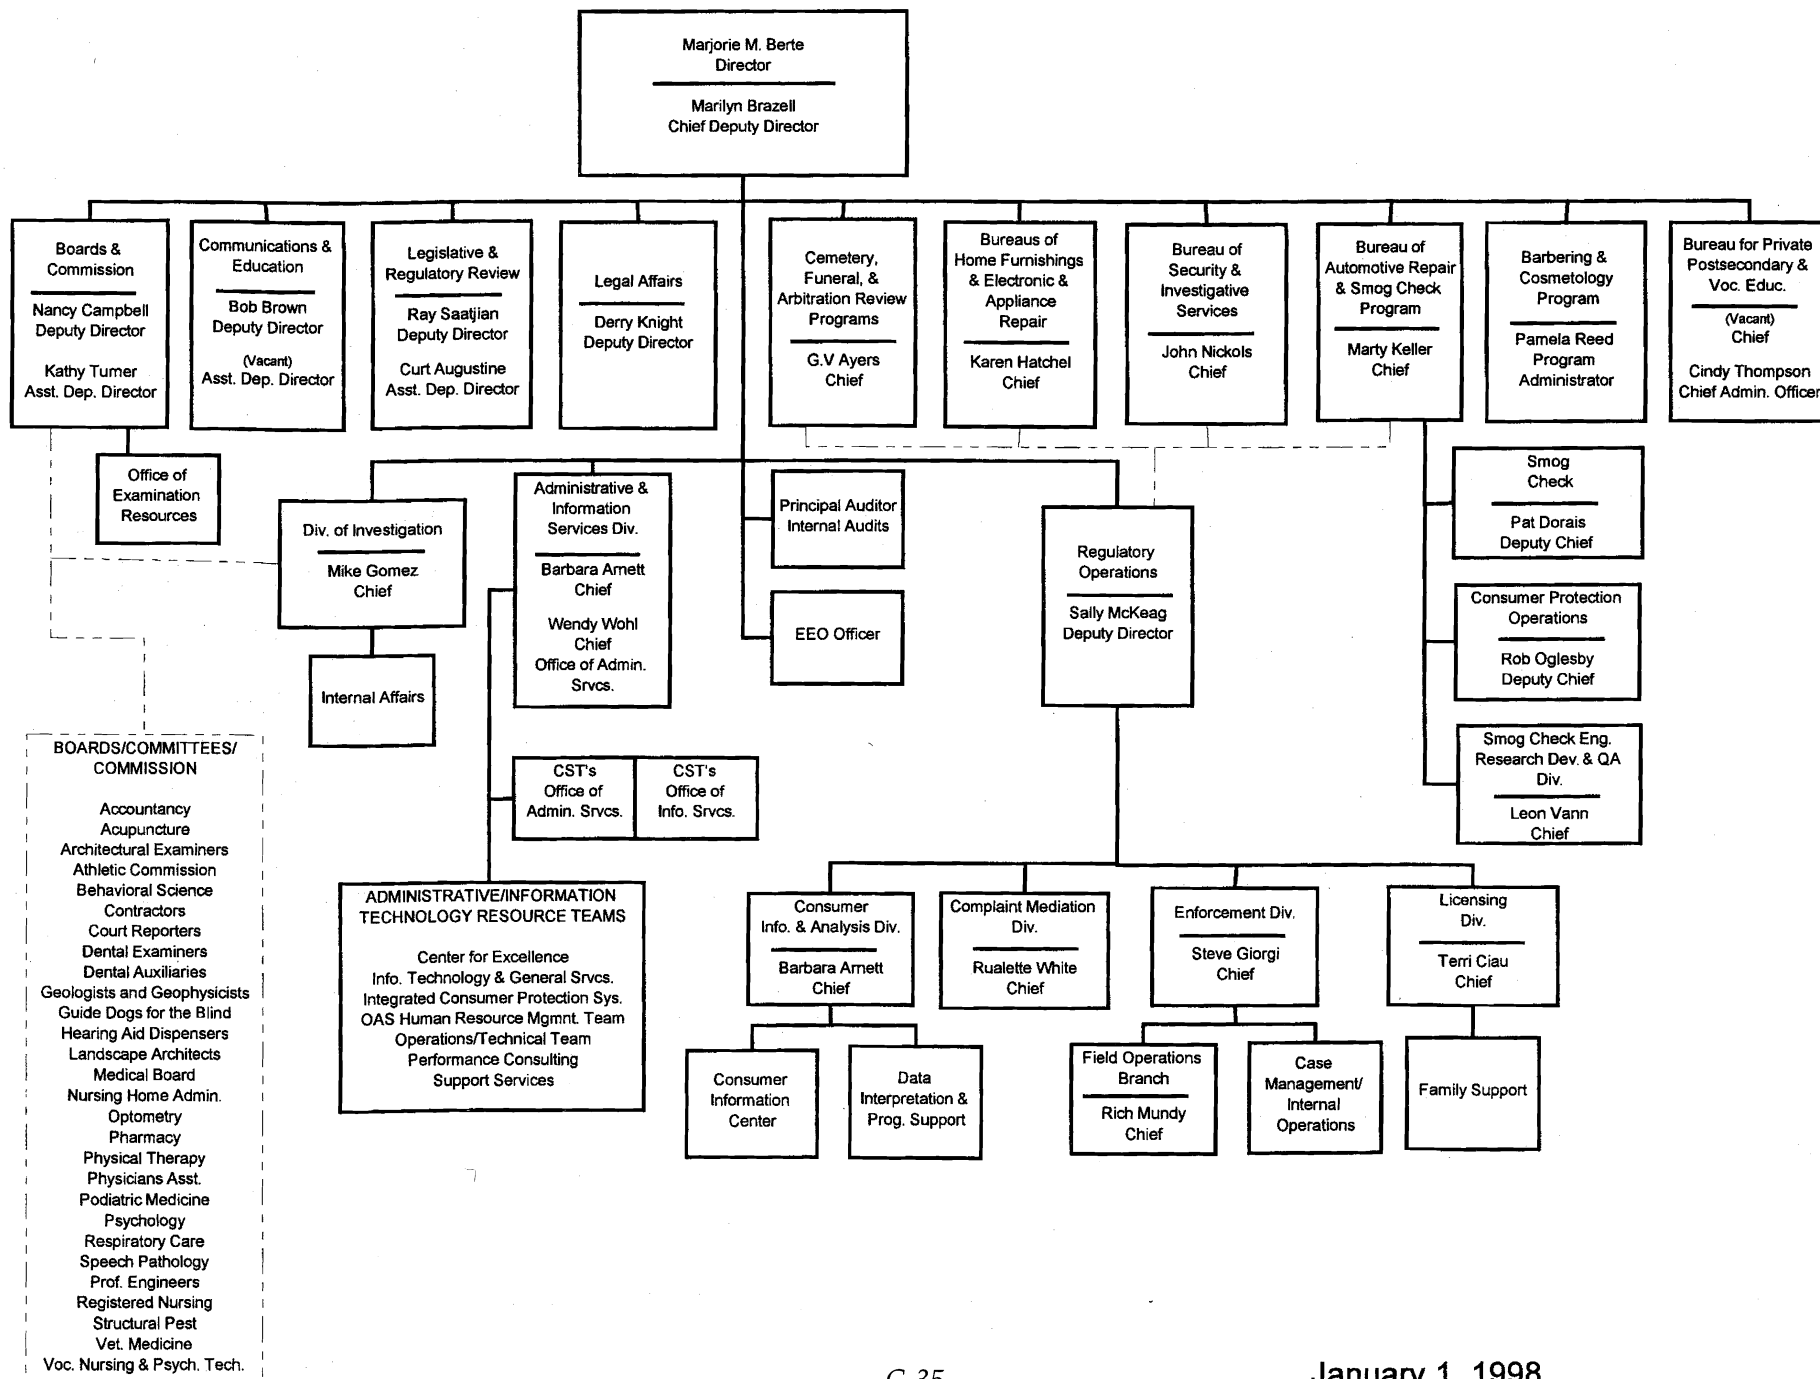 Marjorie M. Berte
Director
Marilyn Brazell
Chief Deputy Director
Boards &
Commission
Nancy Campbell
Deputy Director
Kathy Turner
Asst. Dep. Director
Communications &
Education
Bob Brown
Deputy Director
(Vacant)
Asst. Dep. Director
Legislative &
Regulatory Review
Ray Saatjian
Deputy Director
Curt Augustine
Asst. Dep. Director
Legal Affairs
Derry Knight
Deputy Director
Cemetery,
Funeral, &
Arbitration Review
Programs
G.V Ayers
Chief
Bureaus of
Home Furnishings
& Electronic &
Appliance
Repair
Karen Hatchel
Chief
Bureau of
Security &
Investigative
Services
John Nickols
Chief
Bureau of
Automotive Repair
& Smog Check
Program
Marty Keller
Chief
Barbering &
Cosmetology
Program
Pamela Reed
Program
Administrator
Bureau for Private
Postsecondary &
Voc. Educ.
(Vacant)
Chief
Cindy Thompson
Chief Admin. Officer
Office of
Examination
Resources
Div. of Investigation
Mike Gomez
Chief
Internal Affairs
Administrative &
Information
Services Div.
Barbara Arnett
Chief
Wendy Wohl
Chief
Office of Admin.
Srvcs.
Principal Auditor
Internal Audits
EEO Officer
Regulatory
Operations
Sally McKeag
Deputy Director
Smog
Check
Pat Dorais
Deputy Chief
Consumer Protection
Operations
Rob Oglesby
Deputy Chief
Smog Check Eng.
Research Dev. & QA
Div.
Leon Vann
Chief
CST's
Office of
Admin. Srvcs.
CST's
Office of
Info. Srvcs.
BOARDS/COMMITTEES/
COMMISSION
Accountancy
Acupuncture
Architectural Examiners
Athletic Commission
Behavioral Science
Contractors
Court Reporters
Dental Examiners
Dental Auxiliaries
Geologists and Geophysicists
Guide Dogs for the Blind
Hearing Aid Dispensers
Landscape Architects
Medical Board
Nursing Home Admin.
Optometry
Pharmacy
Physical Therapy
Physicians Asst.
Podiatric Medicine
Psychology
Respiratory Care
Speech Pathology
Prof. Engineers
Registered Nursing
Structural Pest
Vet. Medicine
Voc. Nursing & Psych. Tech.
ADMINISTRATIVE/INFORMATION
TECHNOLOGY RESOURCE TEAMS
Center for Excellence
Info. Technology & General Srvcs.
Integrated Consumer Protection Sys.
OAS Human Resource Mgmnt. Team
Operations/Technical Team
Performance Consulting
Support Services
Consumer
Info. & Analysis Div.
Barbara Arnett
Chief
Complaint Mediation
Div.
Rualette White
Chief
Enforcement Div.
Steve Giorgi
Chief
Licensing
Div.
Terri Ciau
Chief
Consumer
Information
Center
Data
Interpretation &
Prog. Support
Field Operations
Branch
Rich Mundy
Chief
Case
Management/
Internal
Operations
Family Support
C-35
January 1, 1998